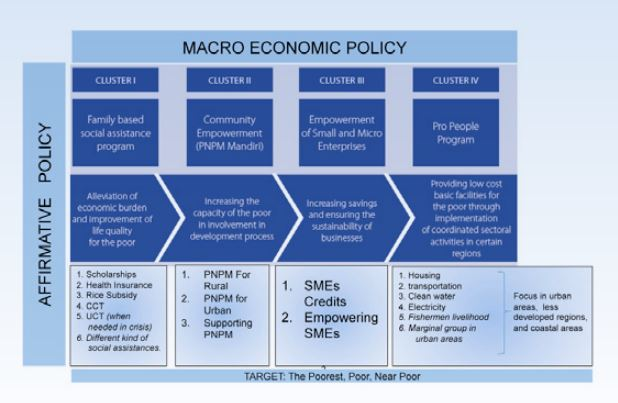 MACRO ECONOMIC POLICY
AFFIRMATIVE POLICY
CLUSTER I
Family based
social assistance
program
Alleviation of
economic burden
and improvement of
life quality
for the poor
1. Scholarships
2. Health Insurance
3. Rice Subsidy
4. CCT
5. UCT (when
needed in crisis)
6. Different kind of
social assistances.
CLUSTER II
Community
Empowerment
(PNPM Mandiri)
Increasing the
capacity of the poor
in involvement in
development process
1. PNPM For
Rural
2. PNPM for
Urban
3. Supporting
PNPM
CLUSTER III
Empowerment
of Small and Micro
Enterprises
Increasing savings
and ensuring the
sustainability of
businesses
1. SMEs
Credits
2. Empowering
SMEs
CLUSTER IV
Pro People
Program
Providing low cost
basic facilities for
the poor through
implementation
of coordinated sectoral
activities in certain
regions
1. Housing
2. transportation
3. Clean water
4. Electricity
5. Fishermen livelihood
6. Marginal group in
urban areas
Focus in urban
areas, less
developed regions,
and coastal areas
TARGET: The Poorest, Poor, Near Poor